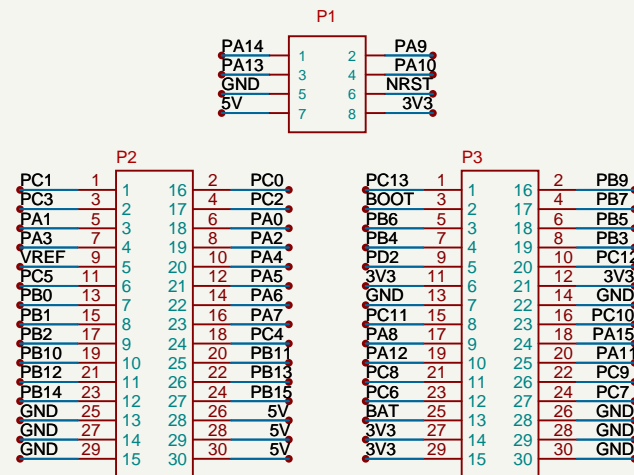 P1
PA14 1 2 PA9
PA13 3 4 PA10
GND 5 6 NRST
5V 7 8 3V3
P2 P3
PC1 1 1 16 2 PC0 PC13 1 1 16 2 PB9
PC3 3 2 17 4 PC2 BOOT 3 2 17 4 PB7
PA1 5 3 18 6 PA0 PB6 5 3 18 6 PB5
PA3 7 4 19 8 PA2 PB4 7 4 19 8 PB3
VREF 9 5 20 10 PA4 PD2 9 5 20 10 PC12
PC5 11 6 21 12 PA5 3V3 11 6 21 12 3V3
PB0 13 7 22 14 PA6 GND 13 7 22 14 GND
PB1 15 8 23 16 PA7 PC11 15 8 23 16 PC10
PB2 17 9 24 18 PC4 PA8 17 9 24 18 PA15
PB10 19 10 25 20 PB11 PA12 19 10 25 20 PA11
PB12 21 11 26 22 PB13 PC8 21 11 26 22 PC9
PB14 23 12 27 24 PB15 PC6 23 12 27 24 PC7
GND 25 13 28 26 5V BAT 25 13 28 26 GND
GND 27 14 29 28 5V 3V3 27 14 29 28 GND
GND 29 15 30 30 5V 3V3 29 15 30 30 GND